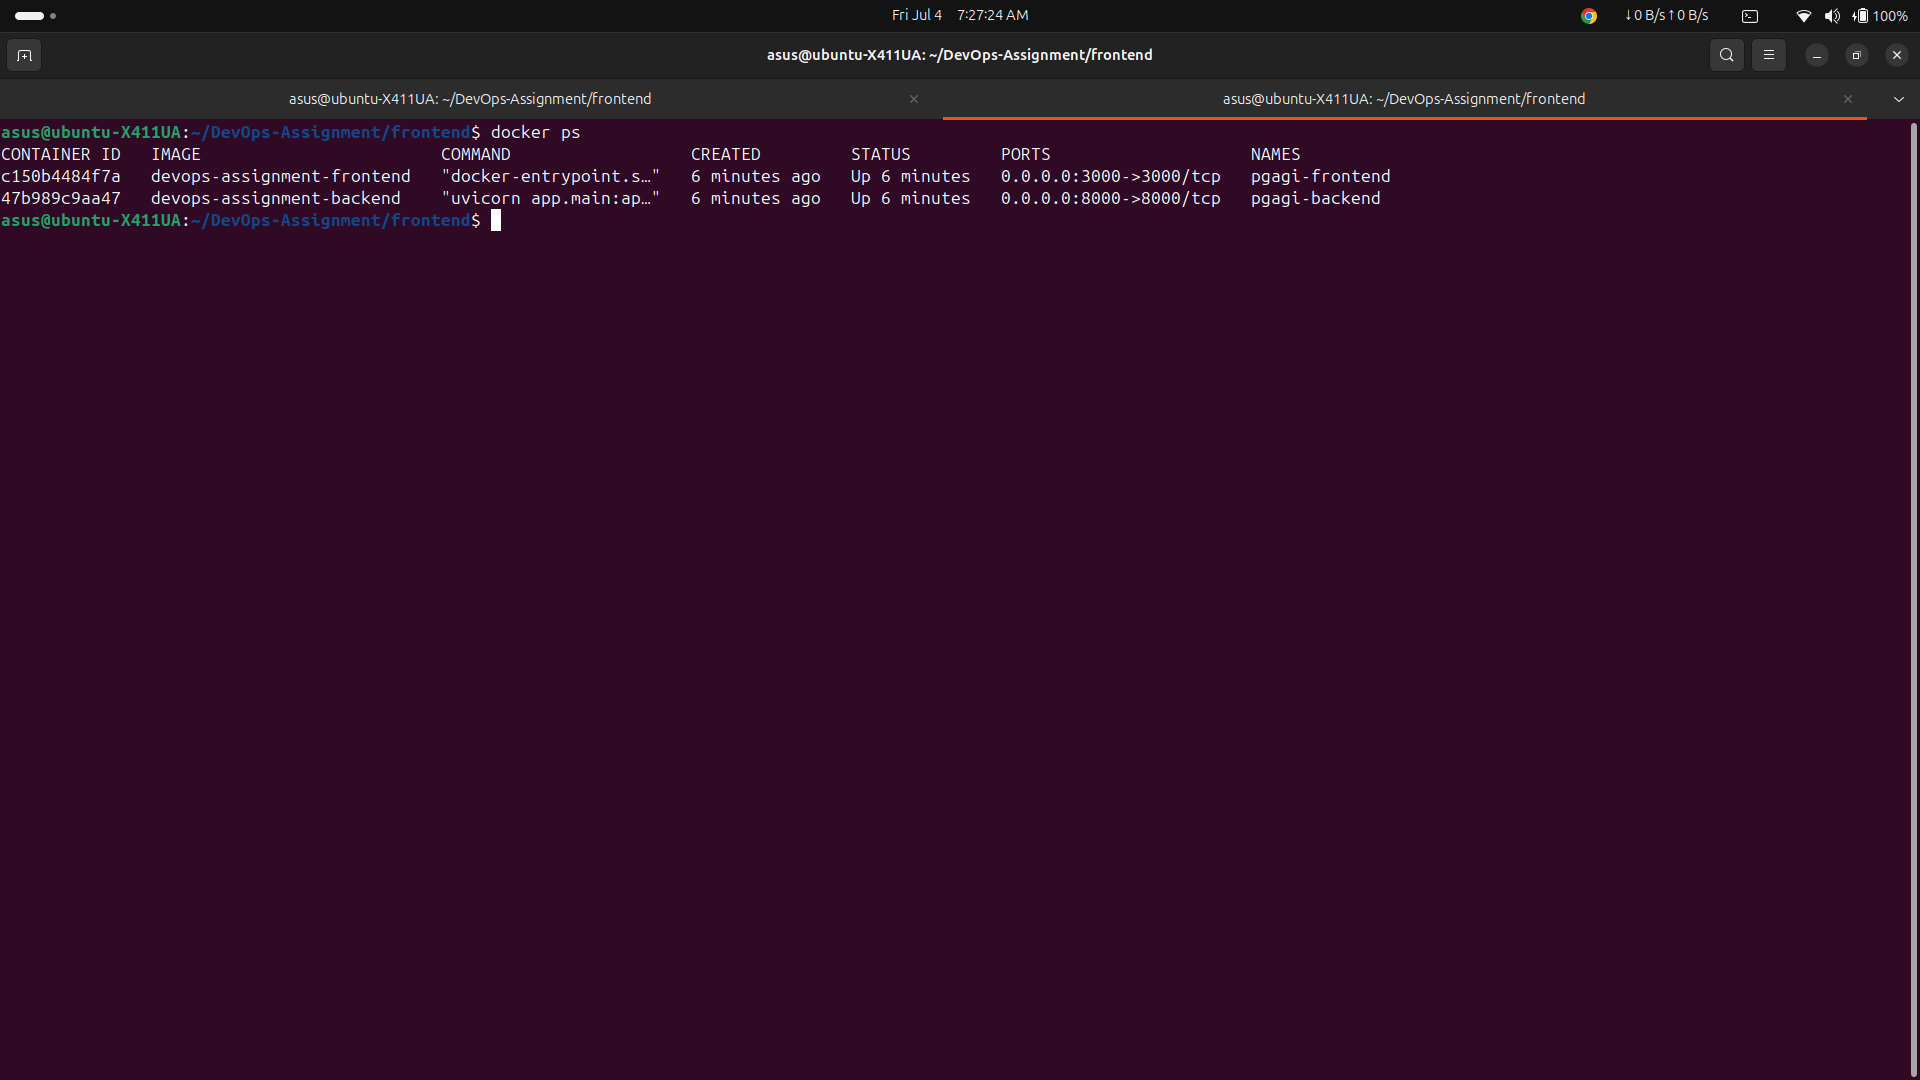 Fri Jul 4 7:27:24 AM
↓0 B/s↑0 B/s
100%
asus@ubuntu-X411UA: ~/DevOps-Assignment/frontend
asus@ubuntu-X411UA: ~/DevOps-Assignment/frontend
asus@ubuntu-X411UA: ~/DevOps-Assignment/frontend
asus@ubuntu-X411UA:~/DevOps-Assignment/frontend$ docker ps
CONTAINER ID   IMAGE                        COMMAND                  CREATED         STATUS         PORTS                    NAMES
c150b4484f7a   devops-assignment-frontend   "docker-entrypoint.s…"   6 minutes ago   Up 6 minutes   0.0.0.0:3000->3000/tcp   pgagi-frontend
47b989c9aa47   devops-assignment-backend    "uvicorn app.main:ap…"   6 minutes ago   Up 6 minutes   0.0.0.0:8000->8000/tcp   pgagi-backend
asus@ubuntu-X411UA:~/DevOps-Assignment/frontend$